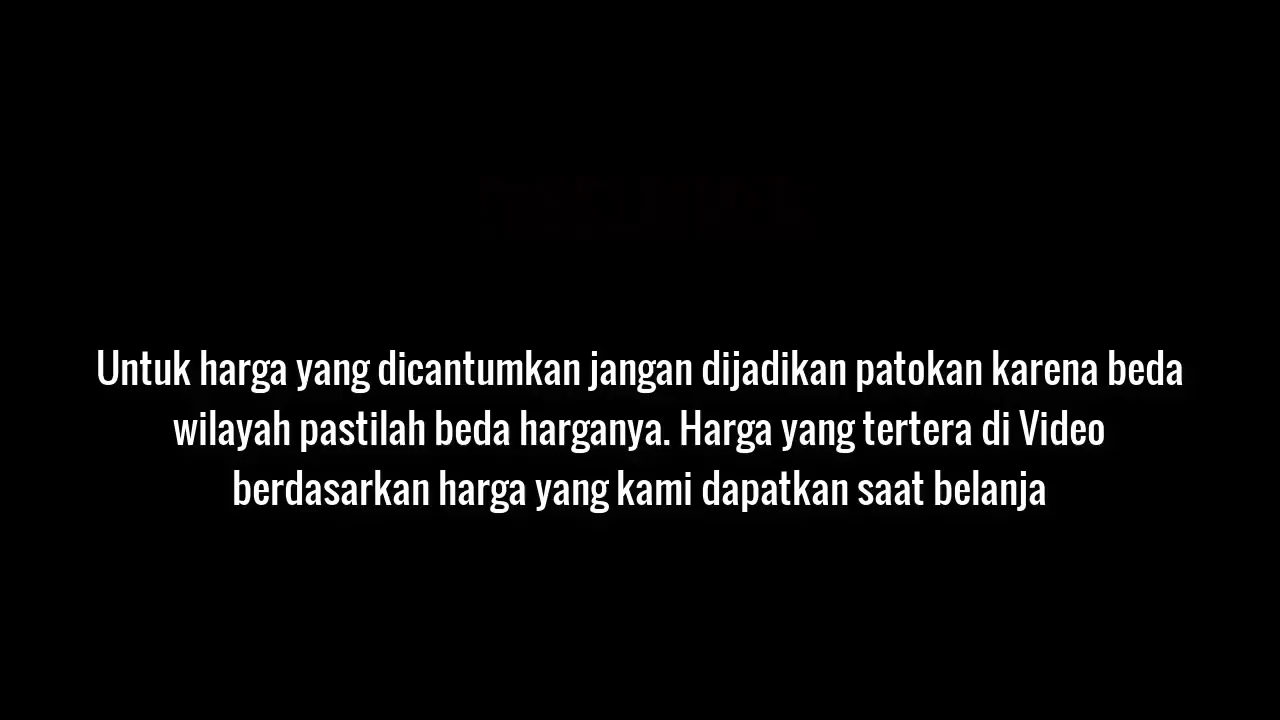 Untuk harga yang dicantumkan jangan dijadikan patokan karena beda
wilayah pastilah beda harganya. Harga yang tertera di Video
berdasarkan harga yang kami dapatkan saat belanja